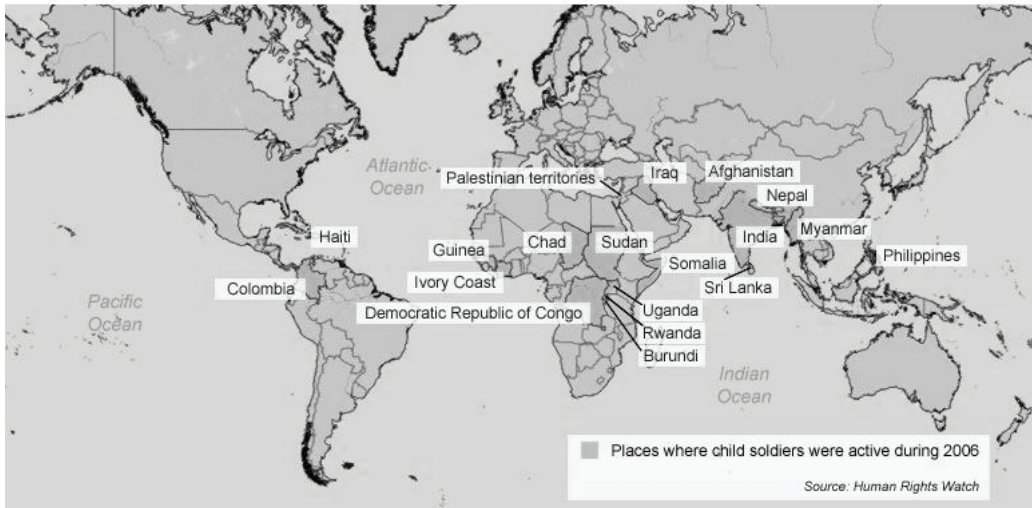 Atlantic-
Ocean
Palestinian territories
Iraq
Afghanistan
Nepal
Haiti
Guinea
Chad
Sudan
India
Myanmar
Somalia
Philippines
Colombia
Ivory Coast
Sri Lanka
Pacific
Ocean
Democratic Republic of Congo
Uganda
Rwanda
Burundi
Indian
Ocean
Places where child soldiers were active during 2006
Source: Human Rights Watch